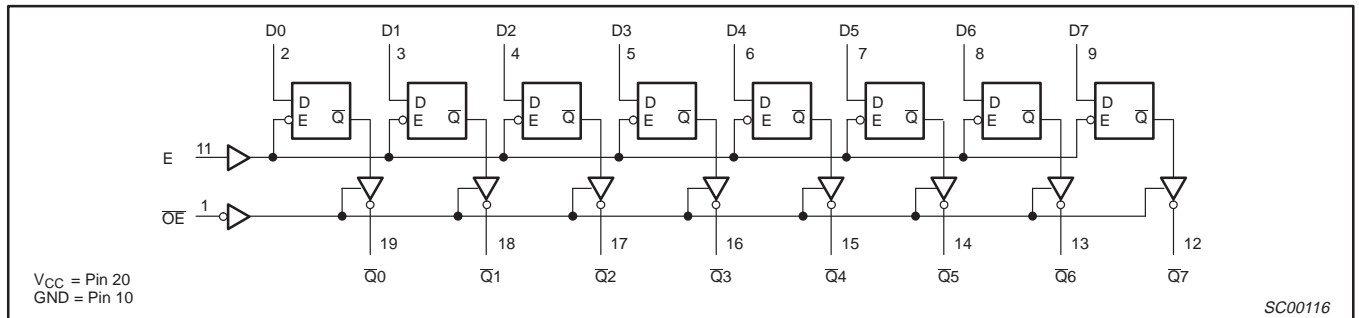 D0 D1 D2 D3 D4 D5 D6 D7
2 3 4 5 6 7 8 9
D D D D D D D D
E Q̅ E Q̅ E Q̅ E Q̅ E Q̅ E Q̅ E Q̅ E Q̅
E 11
O̅E̅ 1
19 18 17 16 15 14 13 12
Q̅0 Q̅1 Q̅2 Q̅3 Q̅4 Q̅5 Q̅6 Q̅7
VCC = Pin 20
GND = Pin 10
SC00116